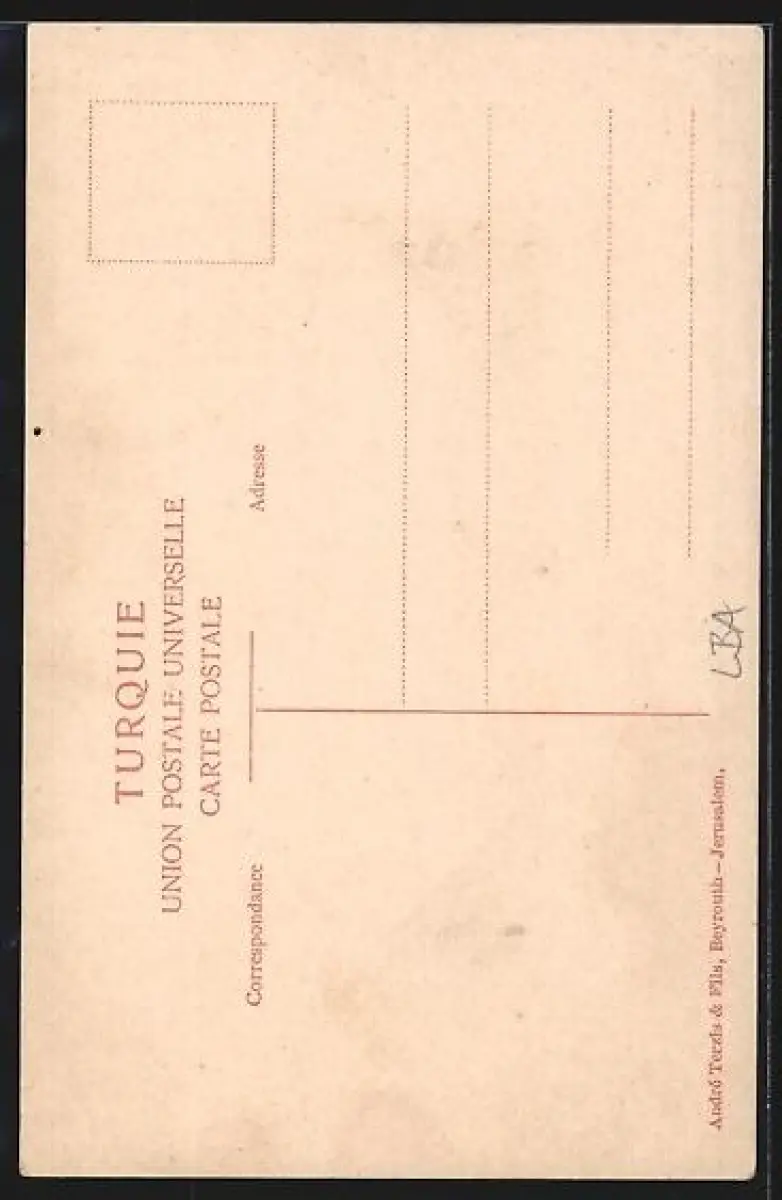 TURQUIE
UNION POSTALE UNIVERSELLE
CARTE POSTALE
Correspondance
Adresse
André Terzis & Fils, Beyrouth–Jerusalem.
LBA